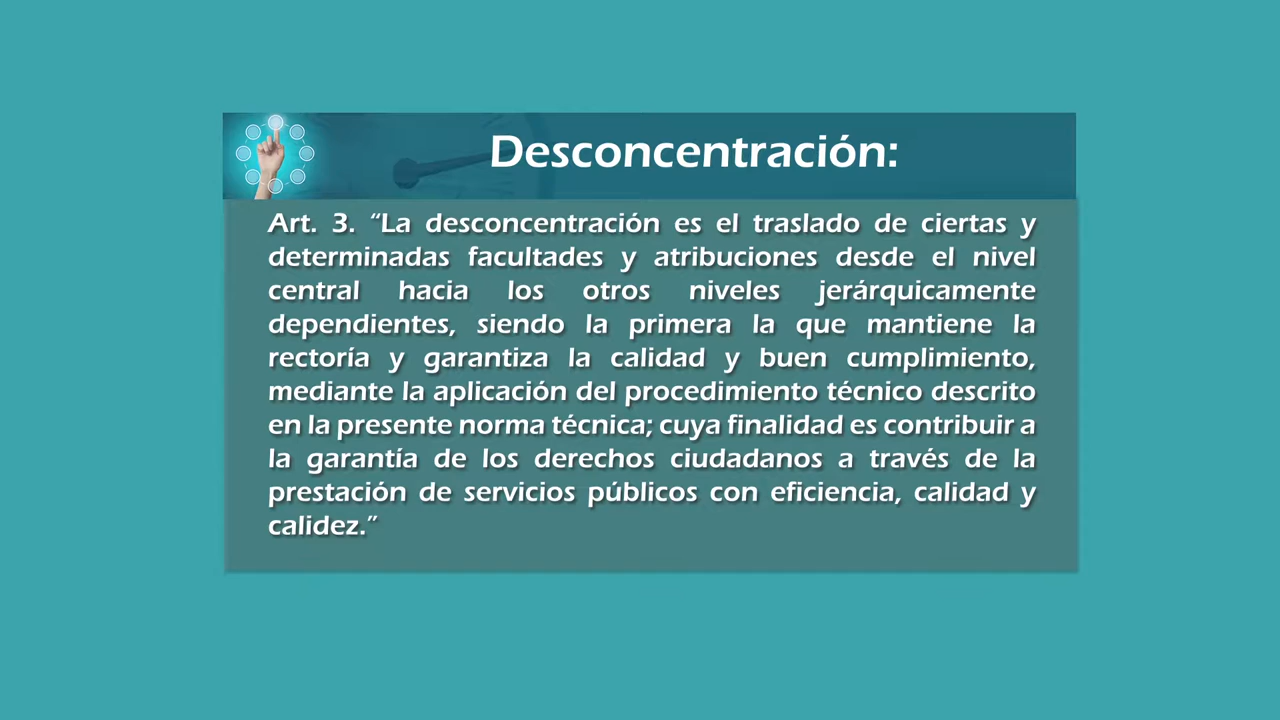 Desconcentración:
Art. 3. “La desconcentración es el traslado de ciertas y
determinadas facultades y atribuciones desde el nivel
central hacia los otros niveles jerárquicamente
dependientes, siendo la primera la que mantiene la
rectoría y garantiza la calidad y buen cumplimiento,
mediante la aplicación del procedimiento técnico descrito
en la presente norma técnica; cuya finalidad es contribuir a
la garantía de los derechos ciudadanos a través de la
prestación de servicios públicos con eficiencia, calidad y
calidez.”